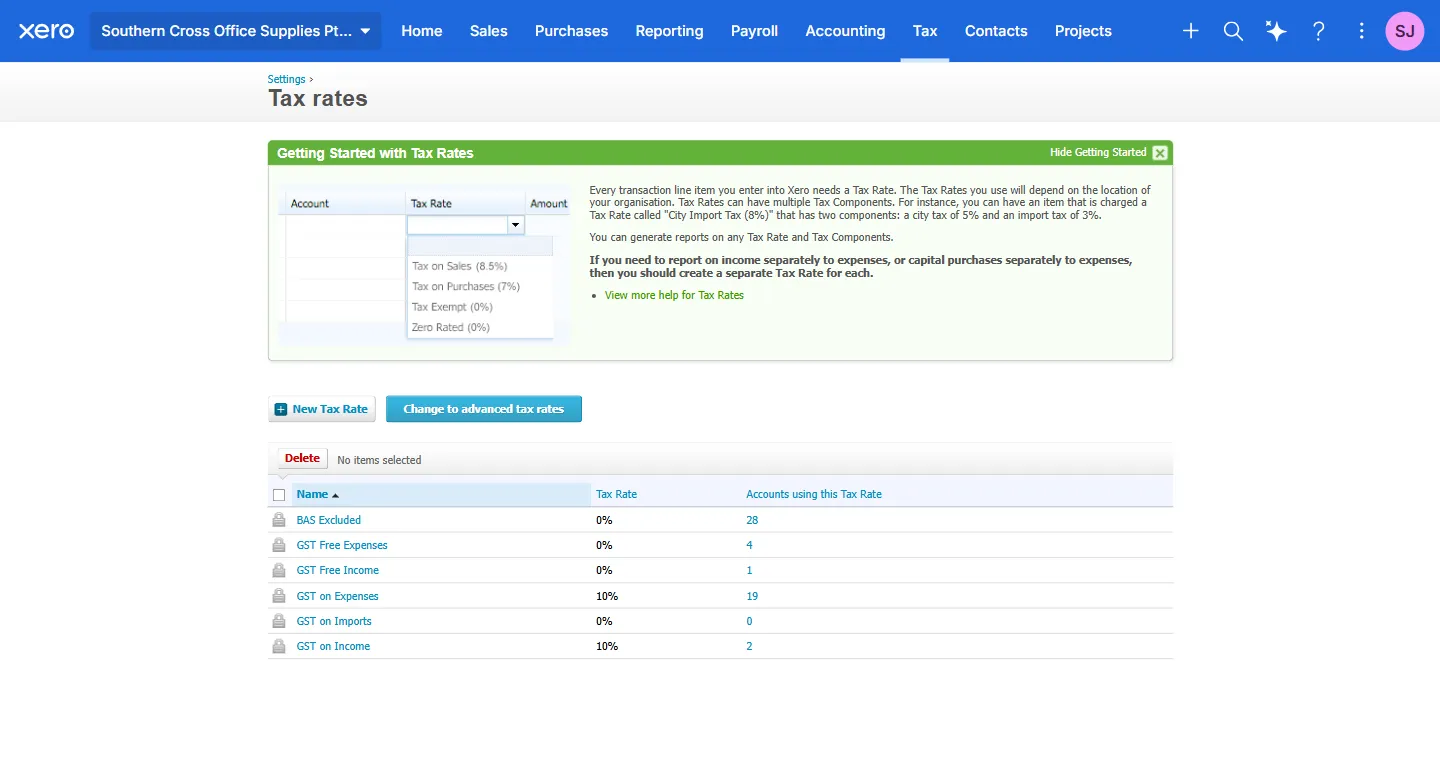 xero
Southern Cross Office Supplies Pt...
Home
Sales
Purchases
Reporting
Payroll
Accounting
Tax
Contacts
Projects
SJ
Settings ›
Tax rates
Getting Started with Tax Rates
Hide Getting Started
Account Tax Rate Amount
Tax on Sales (8.5%)
Tax on Purchases (7%)
Tax Exempt (0%)
Zero Rated (0%)
Every transaction line item you enter into Xero needs a Tax Rate. The Tax Rates you use will depend on the location of
your organisation. Tax Rates can have multiple Tax Components. For instance, you can have an item that is charged a
Tax Rate called "City Import Tax (8%)" that has two components: a city tax of 5% and an import tax of 3%.
You can generate reports on any Tax Rate and Tax Components.
If you need to report on income separately to expenses, or capital purchases separately to expenses,
then you should create a separate Tax Rate for each.
• View more help for Tax Rates
New Tax Rate
Change to advanced tax rates
Delete No items selected
Name Tax Rate Accounts using this Tax Rate
BAS Excluded 0% 28
GST Free Expenses 0% 4
GST Free Income 0% 1
GST on Expenses 10% 19
GST on Imports 0% 0
GST on Income 10% 2